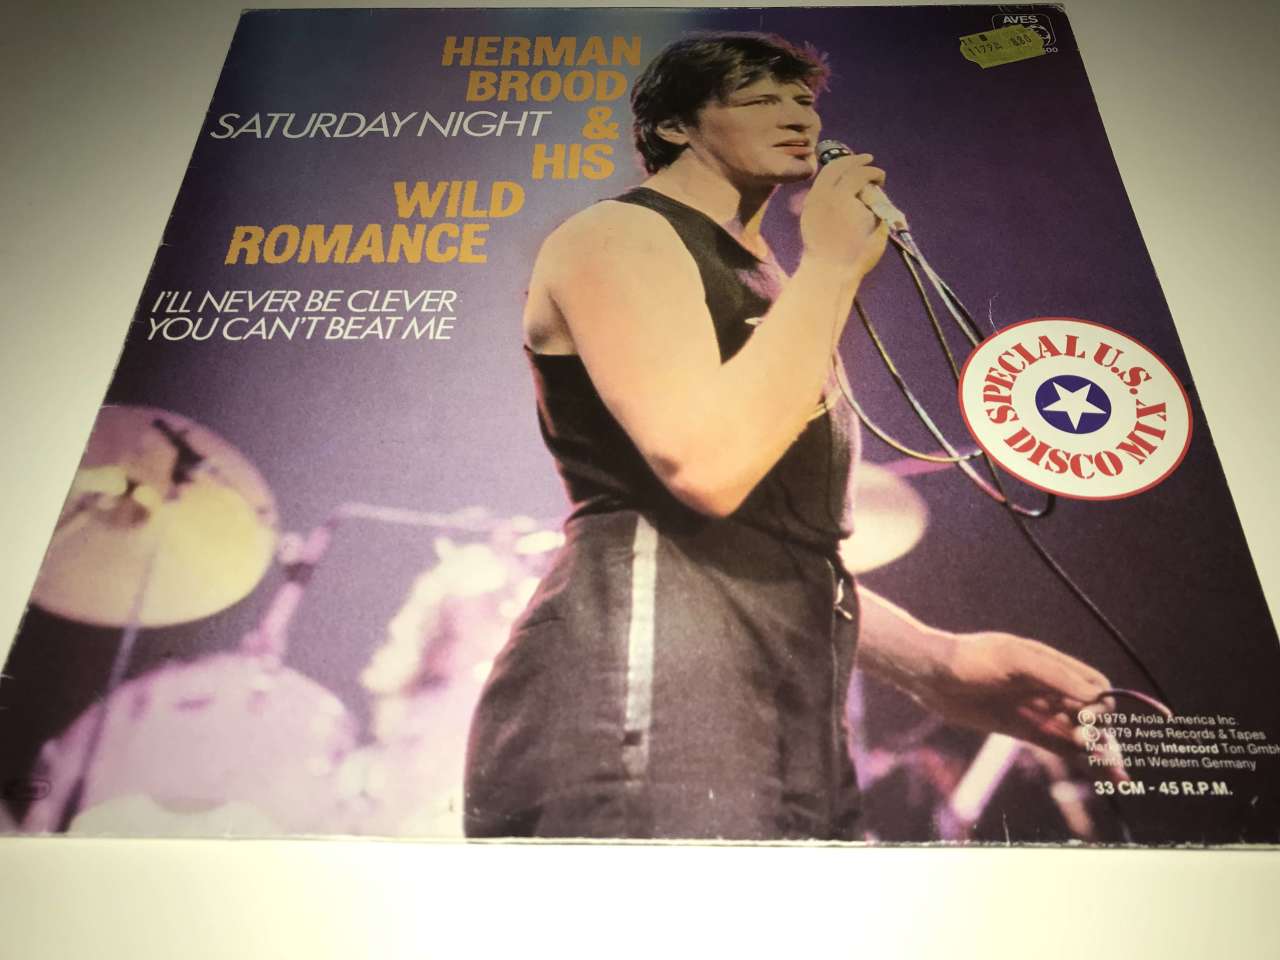 AVES
HERMAN
BROOD
SATURDAY NIGHT &
HIS
WILD
ROMANCE
I'LL NEVER BE CLEVER
YOU CAN'T BEAT ME
SPECIAL U.S.
DISCO MIX
Ⓟ 1979 Ariola America Inc.
© 1979 Aves Records & Tapes
Marketed by Intercord Ton GmbH
Printed in Western Germany
33 CM - 45 R.P.M.